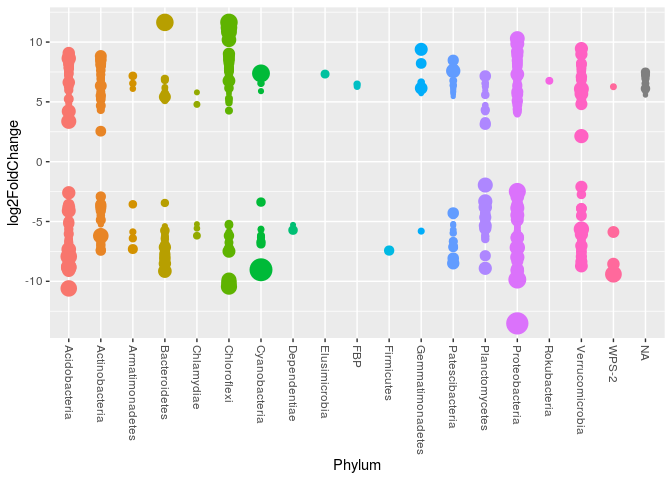 log2FoldChange
10
5
0
-5
-10
Acidobacteria
Actinobacteria
Armatimonadetes
Bacteroidetes
Chlamydiae
Chloroflexi
Cyanobacteria
Dependentiae
Elusimicrobia
FBP
Firmicutes
Gemmatimonadetes
Patescibacteria
Planctomycetes
Proteobacteria
Rokubacteria
Verrucomicrobia
WPS-2
NA
Phylum